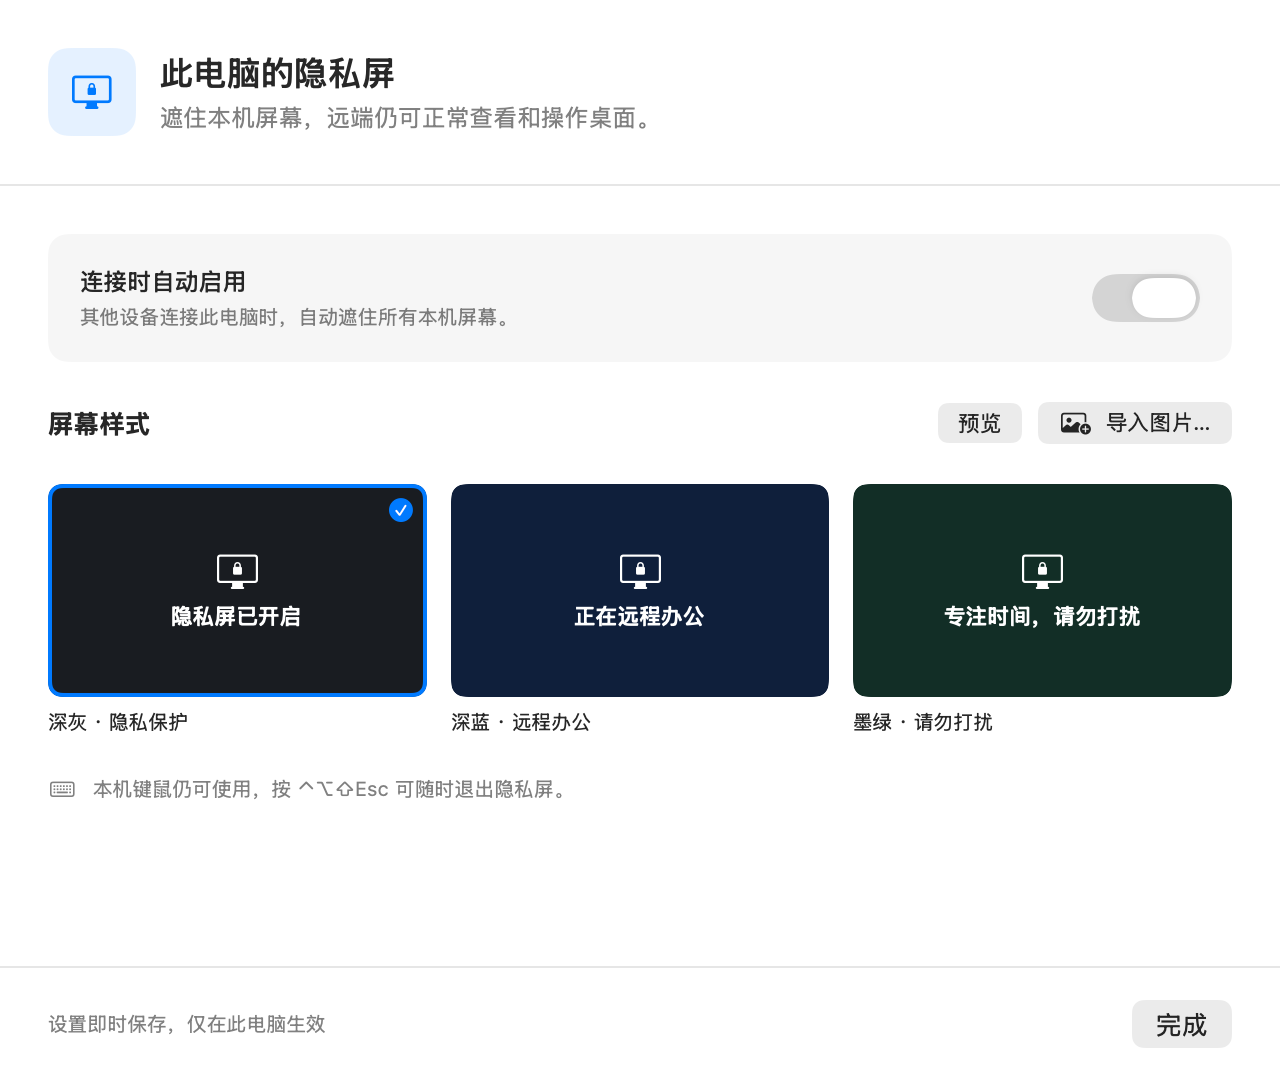 此电脑的隐私屏
遮住本机屏幕，远端仍可正常查看和操作桌面。
连接时自动启用
其他设备连接此电脑时，自动遮住所有本机屏幕。
屏幕样式
预览
导入图片...
隐私屏已开启
正在远程办公
专注时间，请勿打扰
深灰 · 隐私保护
深蓝 · 远程办公
墨绿 · 请勿打扰
本机键鼠仍可使用，按 ⌃⌥⇧Esc 可随时退出隐私屏。
设置即时保存，仅在此电脑生效
完成